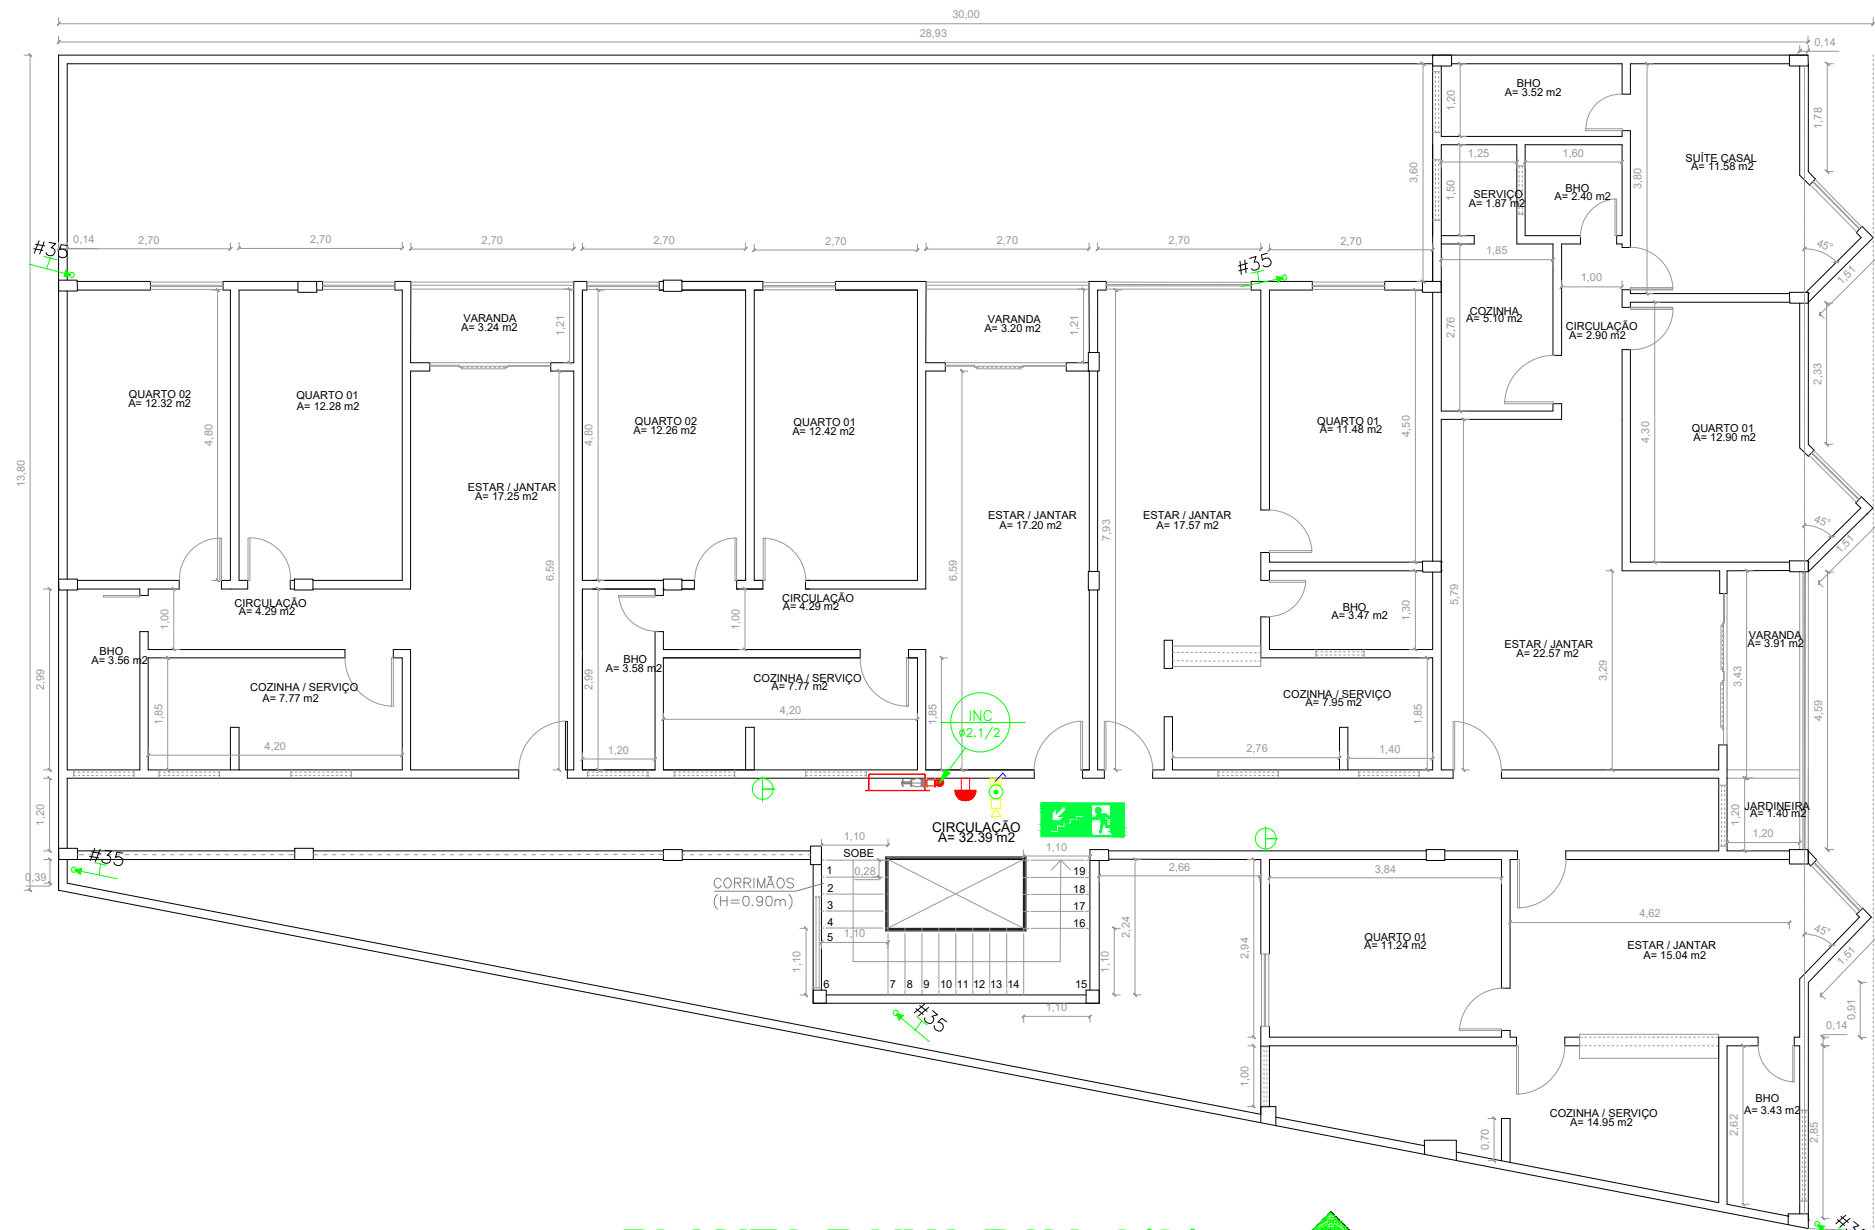 30,00
28,93
0,14
BHO
A= 3.52 m2
1,20
1,78
SUÍTE CASAL
A= 11.58 m2
3,60
3,80
1,25
1,60
1,50
SERVIÇO
A= 1.87 m2
BHO
A= 2.40 m2
#35
0,14
2,70
2,70
2,70
2,70
2,70
2,70
2,70
2,70
#35
1,85
1,00
45°
1,51
VARANDA
A= 3.24 m2
1,21
VARANDA
A= 3.20 m2
1,21
COZINHA
A= 5.10 m2
2,76
CIRCULAÇÃO
A= 2.90 m2
2,33
QUARTO 02
A= 12.32 m2
QUARTO 01
A= 12.28 m2
QUARTO 02
A= 12.26 m2
QUARTO 01
A= 12.42 m2
QUARTO 01
A= 11.48 m2
QUARTO 01
A= 12.90 m2
4,80
4,80
4,50
4,30
13,80
ESTAR / JANTAR
A= 17.25 m2
ESTAR / JANTAR
A= 17.20 m2
ESTAR / JANTAR
A= 17.57 m2
45°
1,51
6,59
6,59
7,93
5,79
CIRCULAÇÃO
A= 4.29 m2
CIRCULAÇÃO
A= 4.29 m2
1,00
1,00
BHO
A= 3.47 m2
1,30
BHO
A= 3.56 m2
2,99
BHO
A= 3.58 m2
2,99
ESTAR / JANTAR
A= 22.57 m2
3,29
VARANDA
A= 3.91 m2
3,43
4,59
COZINHA / SERVIÇO
A= 7.77 m2
COZINHA / SERVIÇO
A= 7.77 m2
COZINHA / SERVIÇO
A= 7.95 m2
1,85
4,20
1,20
4,20
1,85
INC
ø2.1/2
2,76
1,40
1,85
1,20
CIRCULAÇÃO
A= 32.39 m2
JARDINEIRA
A= 1.40 m2
1,20
1,20
#35
0,39
1,10
SOBE
1,10
CORRIMÃOS
(H=0.90m)
0,28
1
2
3
4
5
6
7
8
9
10
11
12
13
14
15
16
17
18
19
1,10
1,10
1,10
1,10
2,24
2,66
3,84
4,62
2,94
QUARTO 01
A= 11.24 m2
ESTAR / JANTAR
A= 15.04 m2
45°
1,51
0,91
0,14
#35
1,00
COZINHA / SERVIÇO
A= 14.95 m2
0,70
BHO
A= 3.43 m2
2,62
2,85